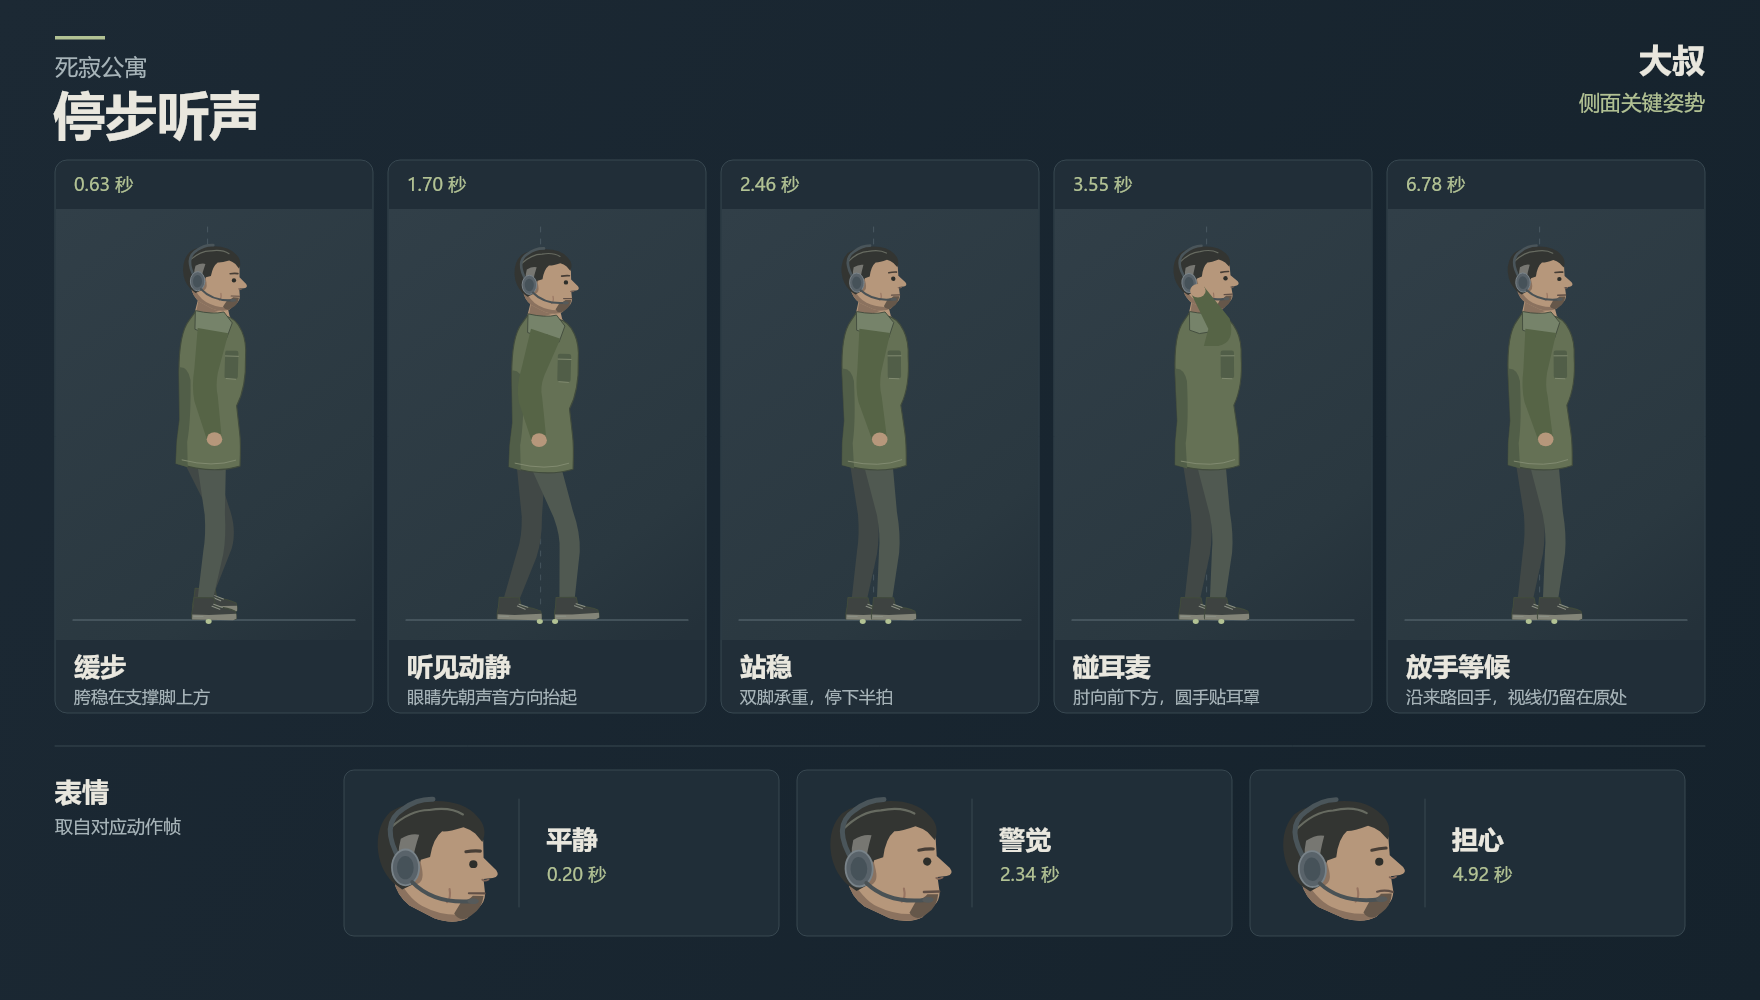 死寂公寓
停步听声
大叔
侧面关键姿势
0.63 秒
缓步
胯稳在支撑脚上方
1.70 秒
听见动静
眼睛先朝声音方向抬起
2.46 秒
站稳
双脚承重，停下半拍
3.55 秒
碰耳麦
肘向前下方，圆手贴耳罩
6.78 秒
放手等候
沿来路回手，视线仍留在原处
表情
取自对应动作帧
平静
0.20 秒
警觉
2.34 秒
担心
4.92 秒